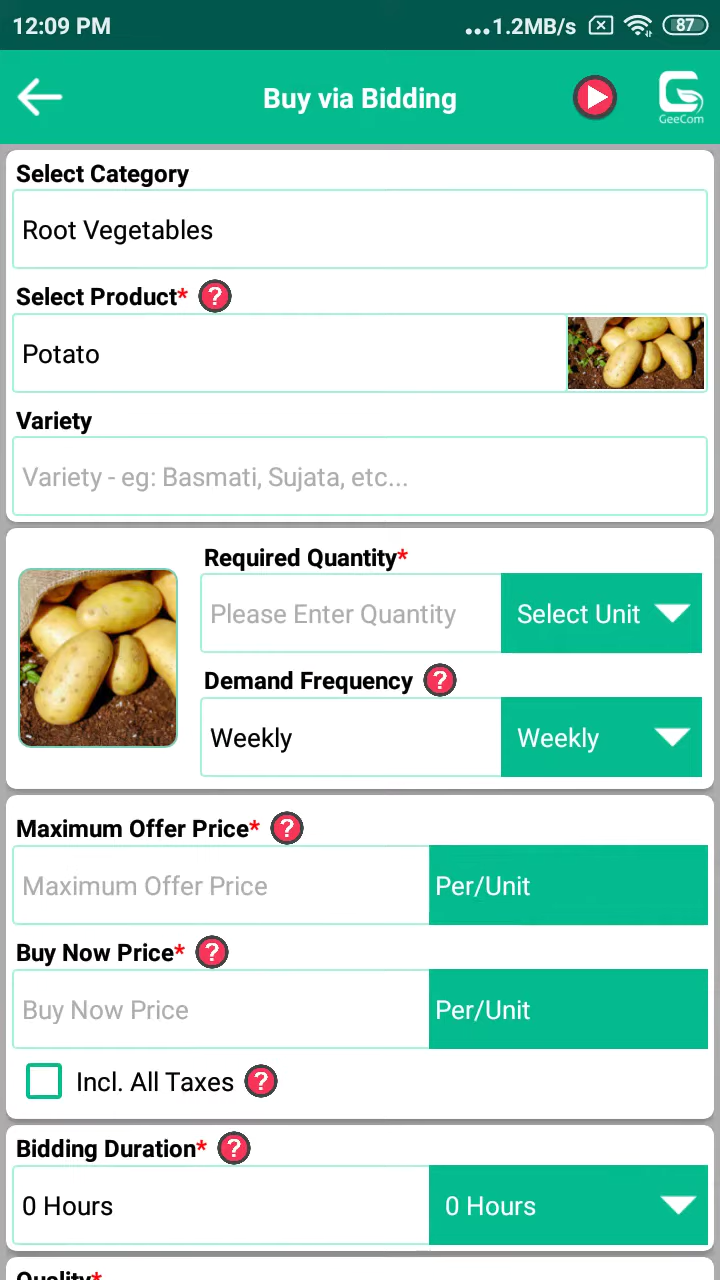 12:09 PM
...1.2MB/s
87
Buy via Bidding
GeeCom
Select Category
Root Vegetables
Select Product* ?
Potato
Variety
Variety - eg: Basmati, Sujata, etc...
Required Quantity*
Please Enter Quantity
Select Unit
Demand Frequency ?
Weekly
Weekly
Maximum Offer Price* ?
Maximum Offer Price
Per/Unit
Buy Now Price* ?
Buy Now Price
Per/Unit
Incl. All Taxes ?
Bidding Duration* ?
0 Hours
0 Hours
Quality*